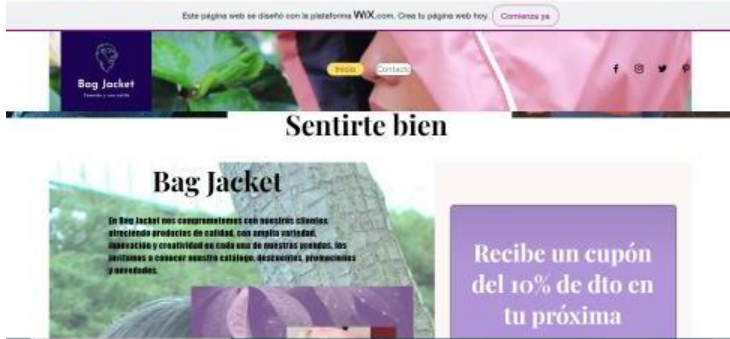 Este página web se diseñó con la plataforma WiX.com. Crea tu página web hoy. Comienza ya
Bag Jacket
Inicio
Contacto
Sentirte bien
Bag Jacket
En Bag Jacket nos comprometemos con nuestros clientes,
ofreciendo productos de calidad, con amplia variedad,
innovación y creatividad en cada una de nuestras prendas, los
invitamos a conocer nuestro catálogo, descuentos, promociones
y novedades.
Recibe un cupón
del 10% de dto en
tu próxima